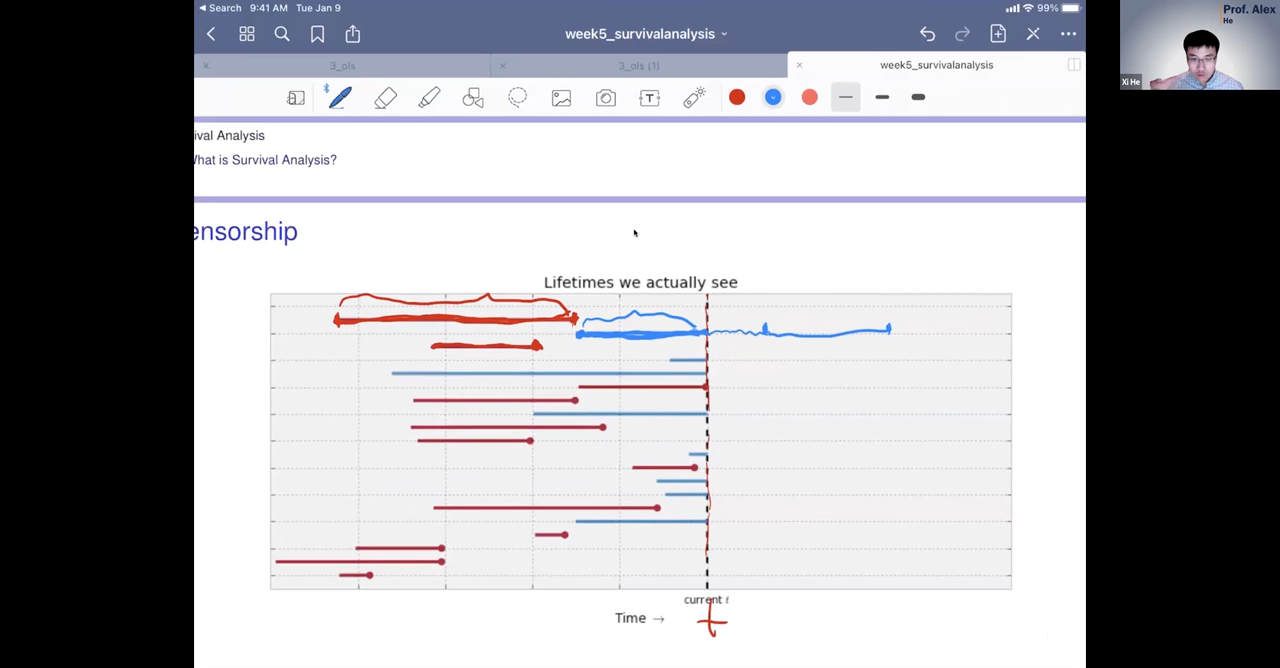 Search 9:41 AM Tue Jan 9 99%
week5_survivalanalysis
3_ols 3_ols (1) week5_survivalanalysis
ival Analysis
What is Survival Analysis?
ensorship
Lifetimes we actually see
current t
Time →
t
Prof. Alex
He
Xi He